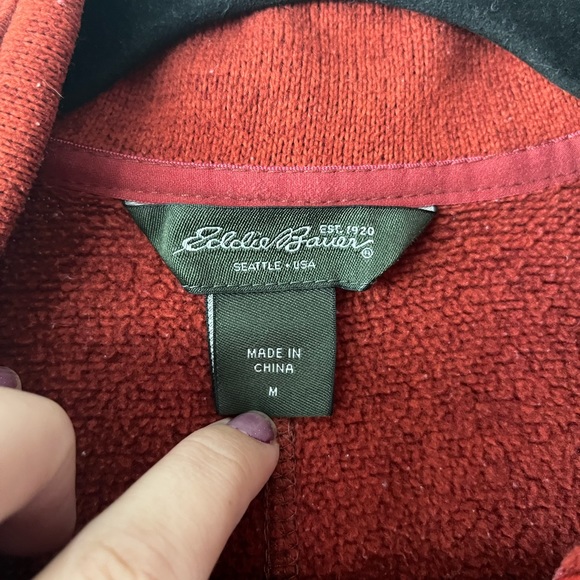 EST. 1920
Eddie Bauer®
SEATTLE • USA
MADE IN
CHINA
M